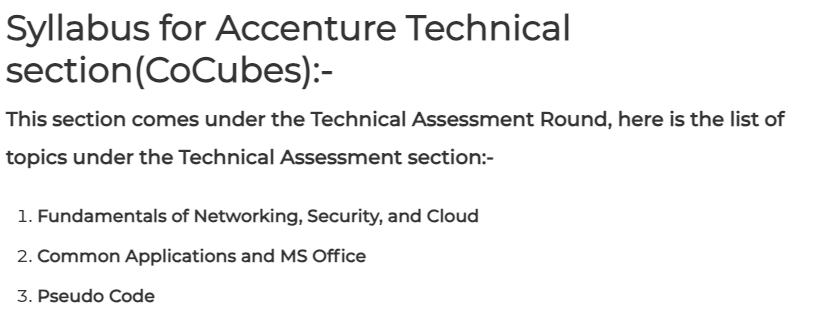 Syllabus for Accenture Technical
section(CoCubes):-
This section comes under the Technical Assessment Round, here is the list of
topics under the Technical Assessment section:-
1. Fundamentals of Networking, Security, and Cloud
2. Common Applications and MS Office
3. Pseudo Code